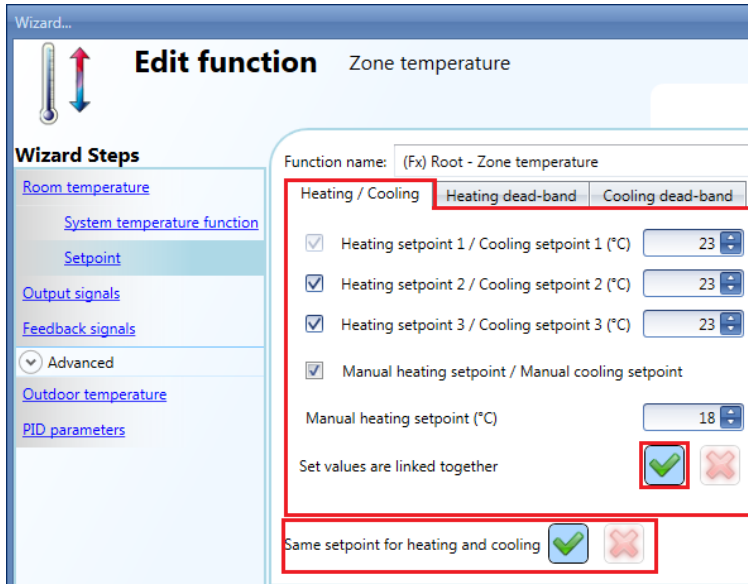 Wizard...
Edit function Zone temperature
Wizard Steps
Room temperature
System temperature function
Setpoint
Output signals
Feedback signals
Advanced
Outdoor temperature
PID parameters
Function name: (Fx) Root - Zone temperature
Heating / Cooling Heating dead-band Cooling dead-band
Heating setpoint 1 / Cooling setpoint 1 (°C) 23
Heating setpoint 2 / Cooling setpoint 2 (°C) 23
Heating setpoint 3 / Cooling setpoint 3 (°C) 23
Manual heating setpoint / Manual cooling setpoint
Manual heating setpoint (°C) 18
Set values are linked together
Same setpoint for heating and cooling